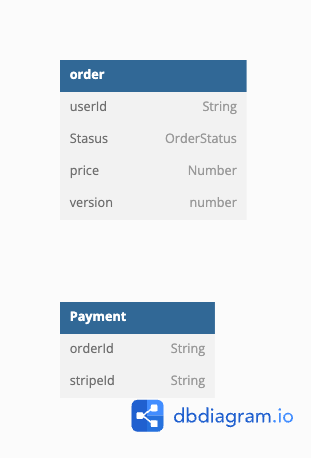 order
userId String
Stasus OrderStatus
price Number
version number
Payment
orderId String
stripeId String
dbdiagram.io